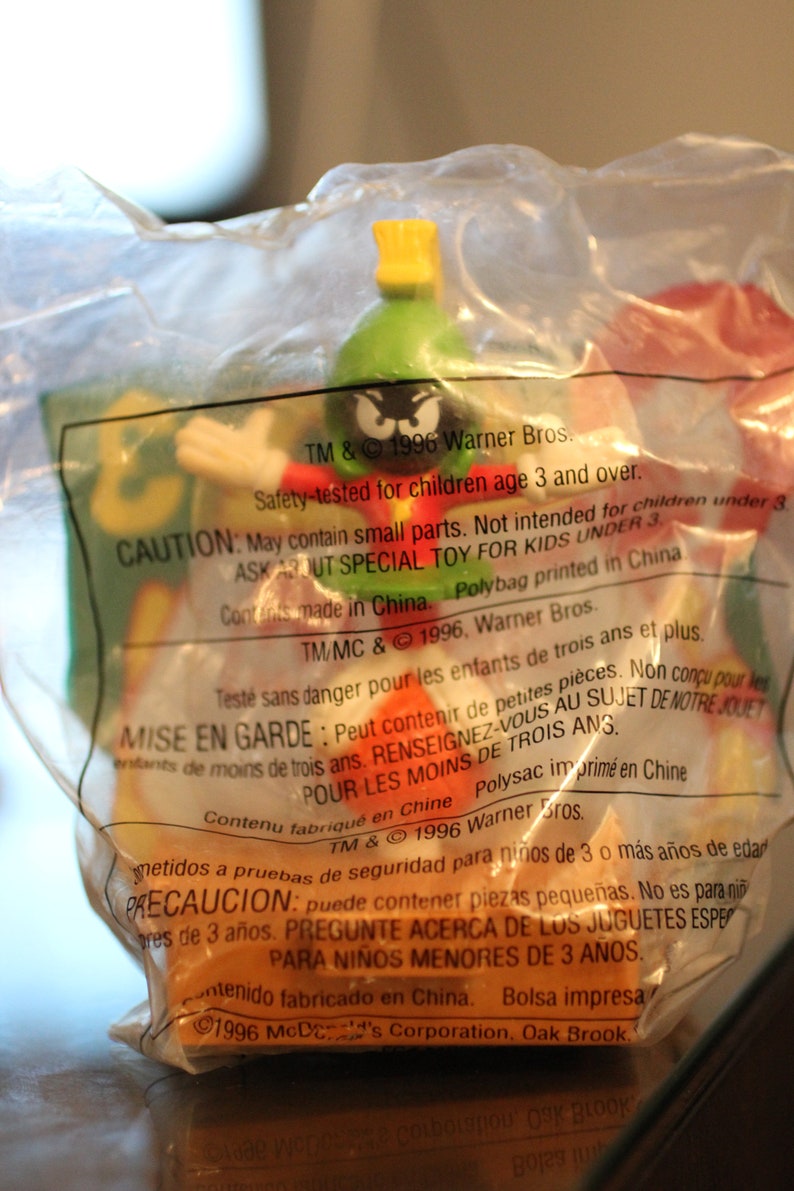 TM & © 1996 Warner Bros.
Safety-tested for children age 3 and over.
CAUTION: May contain small parts. Not intended for children under 3.
ASK ABOUT SPECIAL TOY FOR KIDS UNDER 3.
Contents made in China. Polybag printed in China.
TM/MC & © 1996, Warner Bros.
Testé sans danger pour les enfants de trois ans et plus.
MISE EN GARDE : Peut contenir de petites pièces. Non conçu pour les
enfants de moins de trois ans. RENSEIGNEZ-VOUS AU SUJET DE NOTRE JOUET
POUR LES MOINS DE TROIS ANS.
Contenu fabriqué en Chine Polysac imprimé en Chine
TM & © 1996 Warner Bros.
ometidos a pruebas de seguridad para niños de 3 o más años de edad
PRECAUCION: puede contener piezas pequeñas. No es para niñ
ores de 3 años. PREGUNTE ACERCA DE LOS JUGUETES ESPEC
PARA NIÑOS MENORES DE 3 AÑOS.
ontenido fabricado en China. Bolsa impresa
©1996 McDonald's Corporation, Oak Brook,